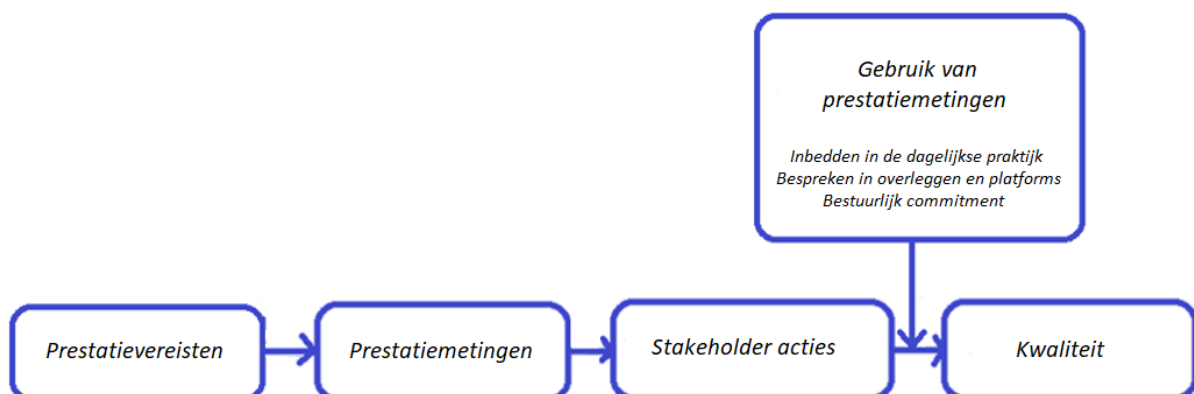 Gebruik van
prestatiemetingen
Inbedden in de dagelijkse praktijk
Bespreken in overleggen en platforms
Bestuurlijk commitment
Prestatievereisten
Prestatiemetingen
Stakeholder acties
Kwaliteit